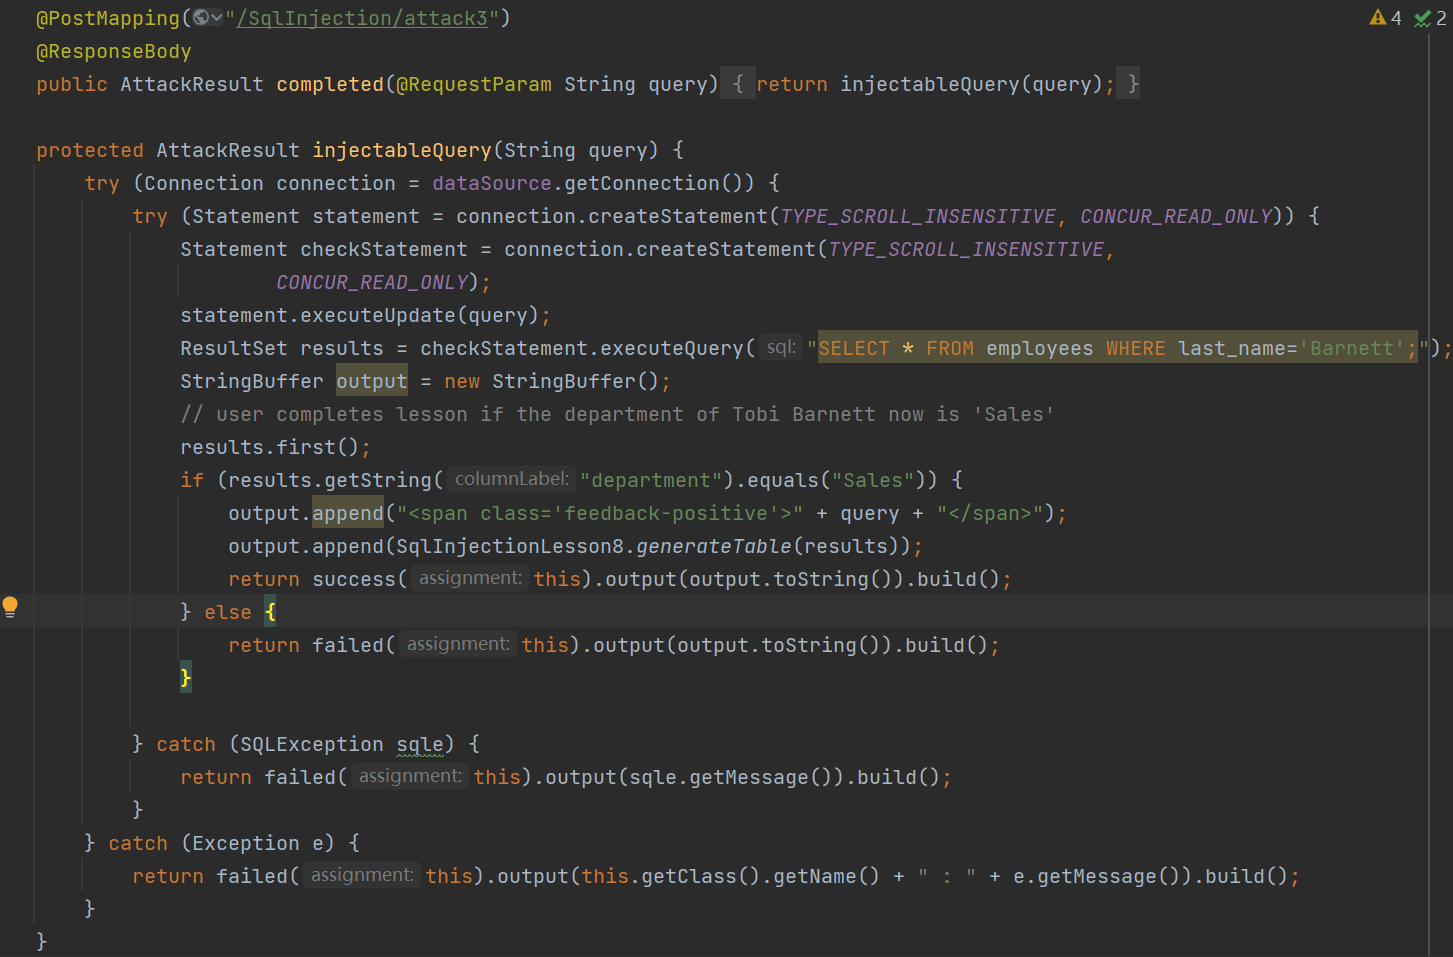 @PostMapping("/SqlInjection/attack3")
4 2
@ResponseBody
public AttackResult completed(@RequestParam String query) { return injectableQuery(query); }
protected AttackResult injectableQuery(String query) {
try (Connection connection = dataSource.getConnection()) {
try (Statement statement = connection.createStatement(TYPE_SCROLL_INSENSITIVE, CONCUR_READ_ONLY)) {
Statement checkStatement = connection.createStatement(TYPE_SCROLL_INSENSITIVE,
CONCUR_READ_ONLY);
statement.executeUpdate(query);
ResultSet results = checkStatement.executeQuery( sql: "SELECT * FROM employees WHERE last_name='Barnett';");
StringBuffer output = new StringBuffer();
// user completes lesson if the department of Tobi Barnett now is 'Sales'
results.first();
if (results.getString( columnLabel: "department").equals("Sales")) {
output.append("<span class='feedback-positive'>" + query + "</span>");
output.append(SqlInjectionLesson8.generateTable(results));
return success( assignment: this).output(output.toString()).build();
} else {
return failed( assignment: this).output(output.toString()).build();
}
} catch (SQLException sqle) {
return failed( assignment: this).output(sqle.getMessage()).build();
}
} catch (Exception e) {
return failed( assignment: this).output(this.getClass().getName() + " : " + e.getMessage()).build();
}
}